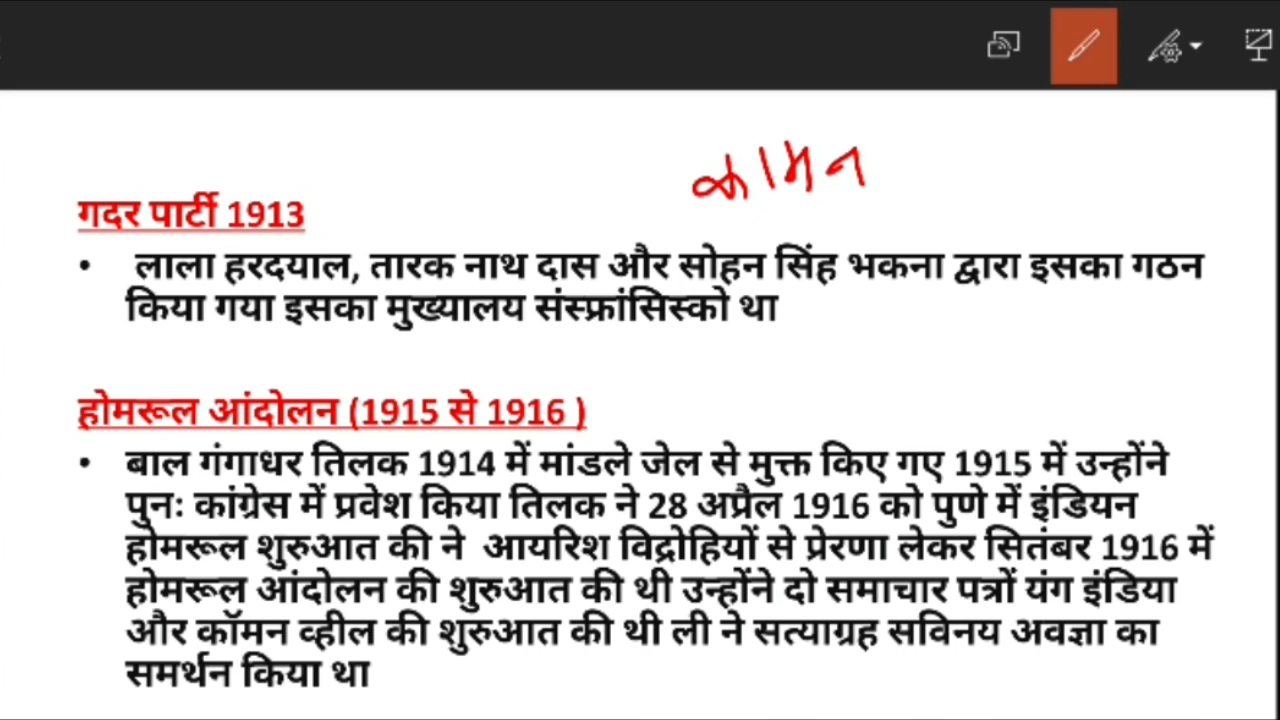 कामन
गदर पार्टी 1913
• लाला हरदयाल, तारक नाथ दास और सोहन सिंह भकना द्वारा इसका गठन
किया गया इसका मुख्यालय संस्फ्रांसिस्को था
होमरूल आंदोलन (1915 से 1916 )
• बाल गंगाधर तिलक 1914 में मांडले जेल से मुक्त किए गए 1915 में उन्होंने
पुनः कांग्रेस में प्रवेश किया तिलक ने 28 अप्रैल 1916 को पुणे में इंडियन
होमरूल शुरुआत की ने आयरिश विद्रोहियों से प्रेरणा लेकर सितंबर 1916 में
होमरूल आंदोलन की शुरुआत की थी उन्होंने दो समाचार पत्रों यंग इंडिया
और कॉमन व्हील की शुरुआत की थी ली ने सत्याग्रह सविनय अवज्ञा का
समर्थन किया था